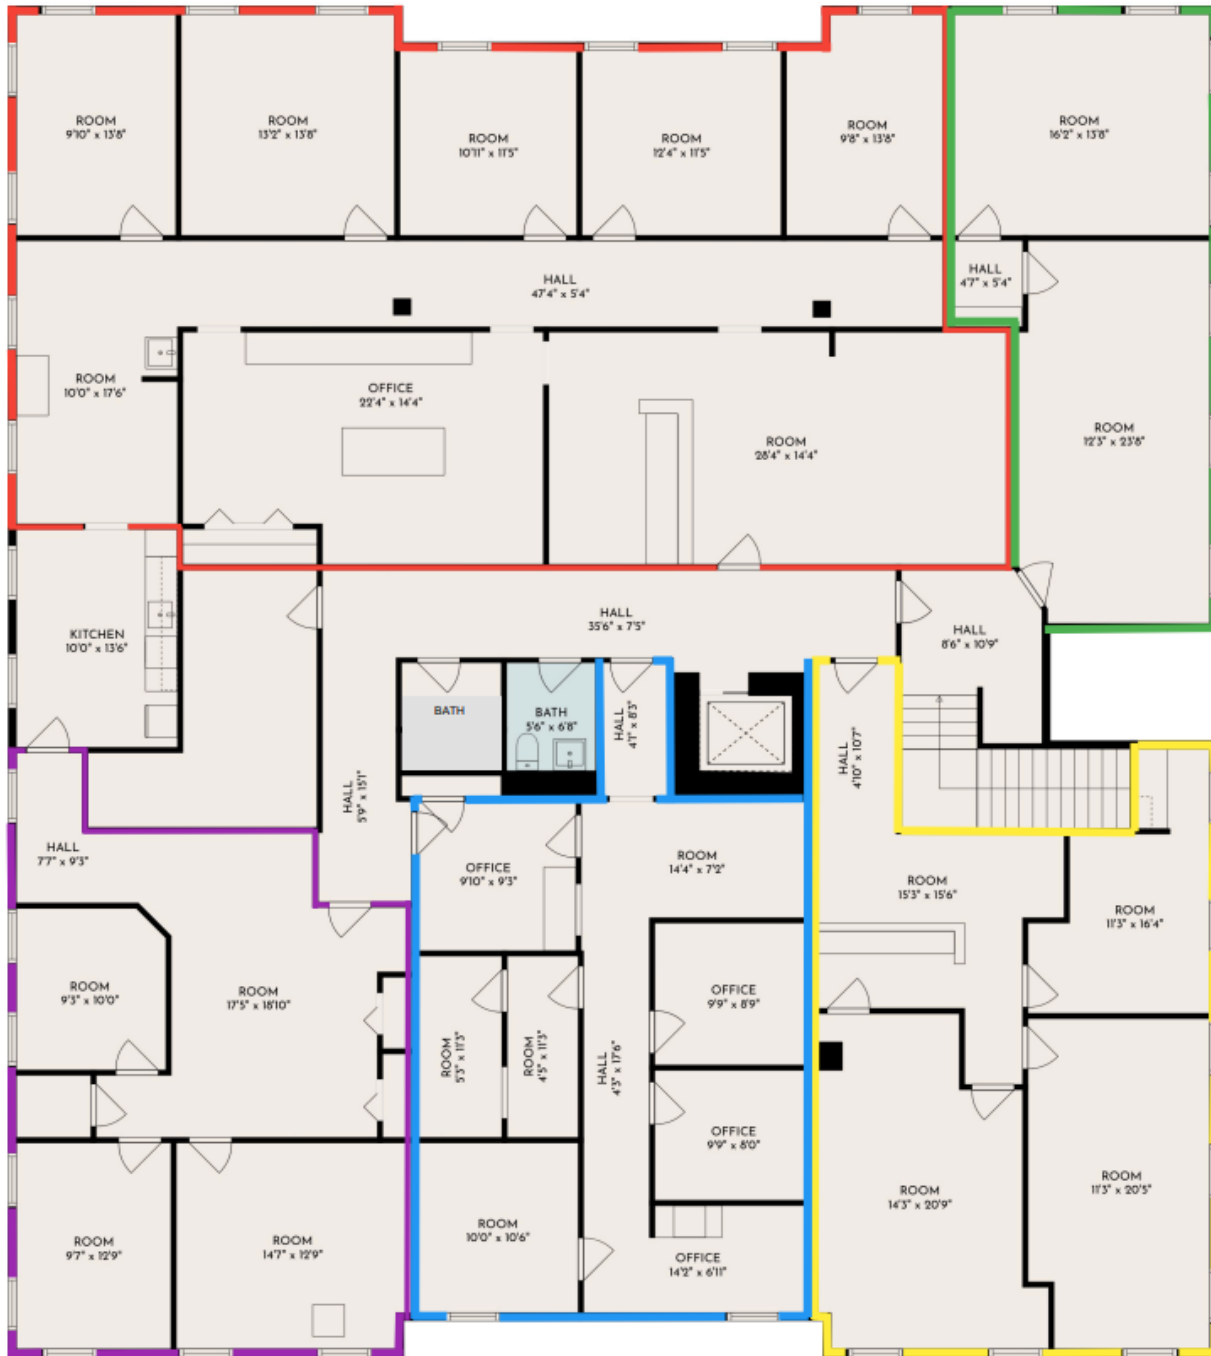 ROOM
9'10" x 13'8"
ROOM
13'2" x 13'8"
ROOM
10'11" x 11'5"
ROOM
12'4" x 11'5"
ROOM
9'8" x 13'8"
ROOM
16'2" x 13'8"
HALL
47'4" x 5'4"
HALL
4'7" x 5'4"
ROOM
10'0" x 17'6"
OFFICE
22'4" x 14'4"
ROOM
28'4" x 14'4"
ROOM
12'3" x 23'8"
KITCHEN
10'0" x 13'6"
HALL
35'6" x 7'5"
HALL
8'6" x 10'9"
BATH
BATH
5'6" x 6'8"
HALL
4'1" x 8'3"
HALL
4'10" x 10'7"
HALL
5'9" x 15'1"
HALL
7'7" x 9'3"
OFFICE
9'10" x 9'3"
ROOM
14'4" x 7'2"
ROOM
15'3" x 15'6"
ROOM
11'3" x 16'4"
ROOM
9'3" x 10'0"
ROOM
17'5" x 18'10"
OFFICE
9'9" x 8'9"
ROOM
5'3" x 11'3"
ROOM
4'5" x 11'3"
HALL
4'3" x 17'6"
OFFICE
9'9" x 8'0"
ROOM
14'3" x 20'9"
ROOM
11'3" x 20'5"
ROOM
9'7" x 12'9"
ROOM
14'7" x 12'9"
ROOM
10'0" x 10'6"
OFFICE
14'2" x 6'11"